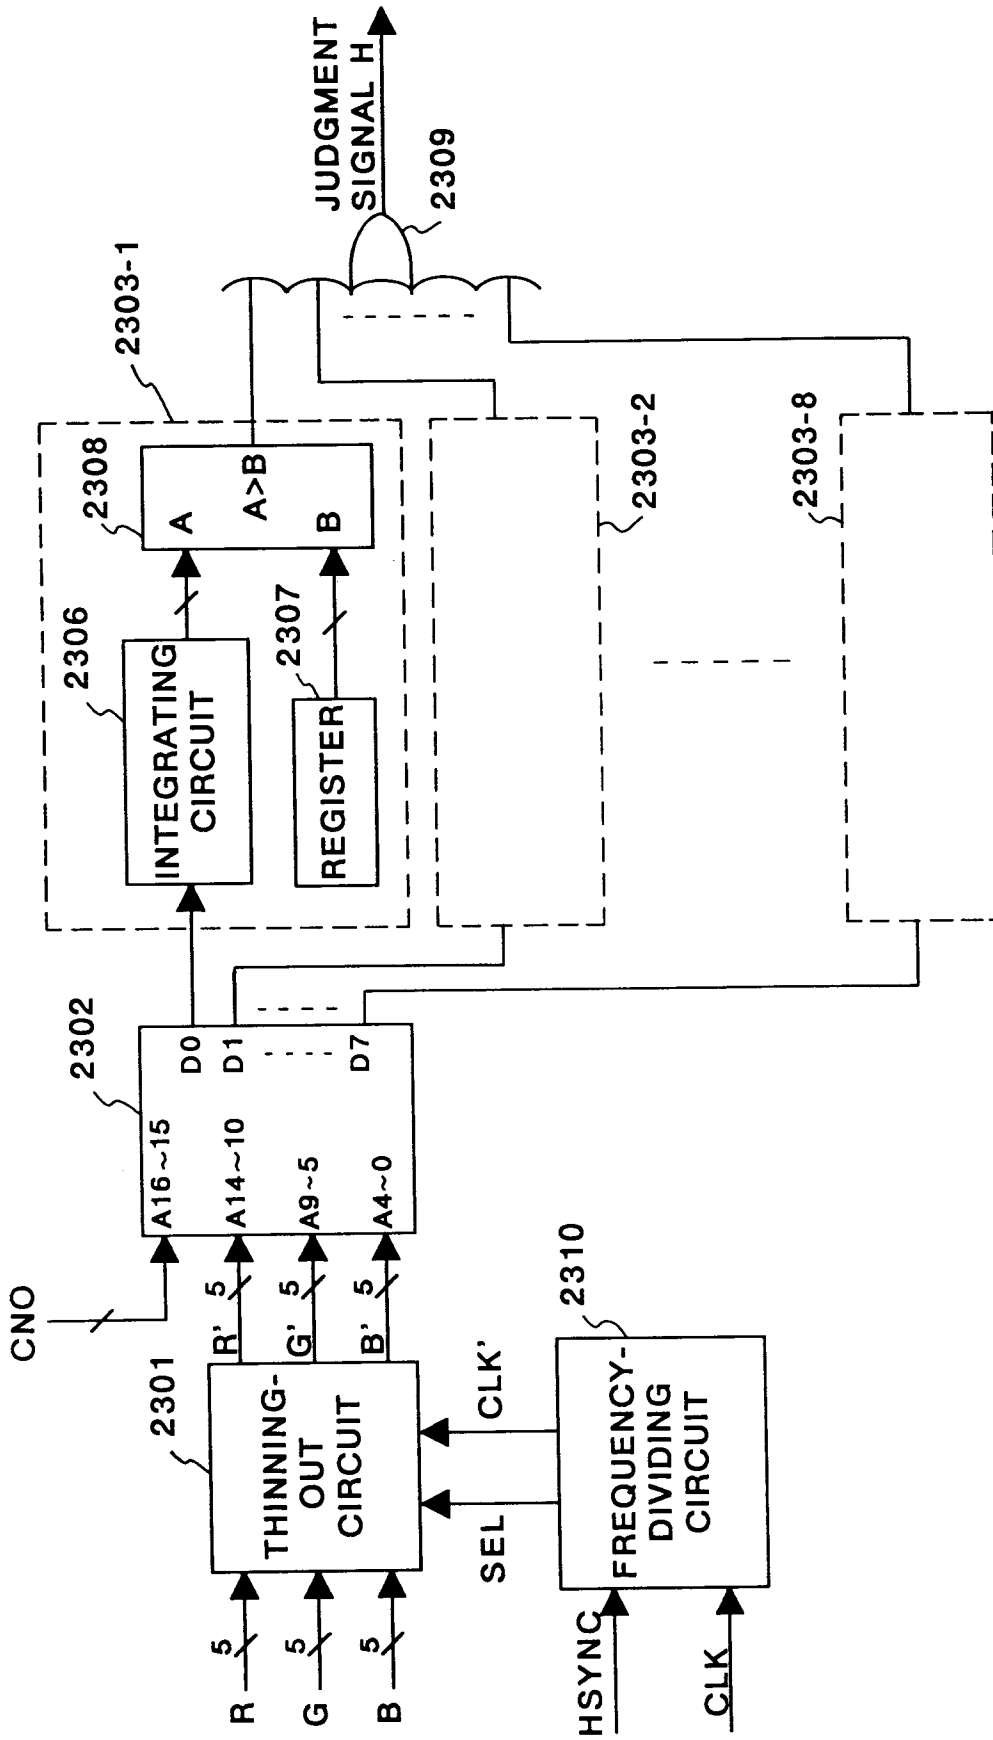 R
G
B
5
5
5
THINNING-
OUT
CIRCUIT
2301
R'
G'
B'
5
5
5
CNO
A16~15
A14~10
A9~5
A4~0
D0
D1
D7
2302
HSYNC
CLK
FREQUENCY-
DIVIDING
CIRCUIT
2310
SEL
CLK'
INTEGRATING
CIRCUIT
2306
REGISTER
2307
A
A>B
B
2308
2303-1
2303-2
2303-8
JUDGMENT
SIGNAL H
2309